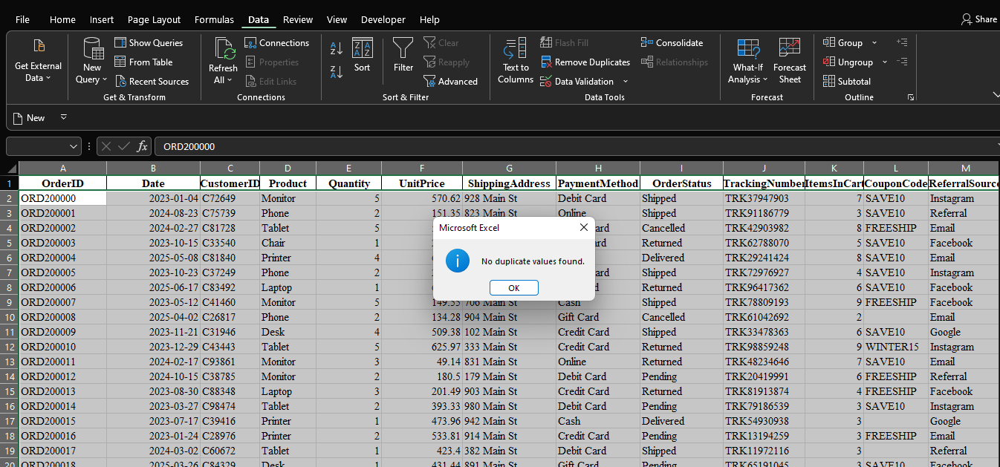 File Home Insert Page Layout Formulas Data Review View Developer Help Share
Get External Data
New Query
Show Queries
From Table
Recent Sources
Get & Transform
Refresh All
Connections
Properties
Edit Links
Connections
Sort
Filter
Clear
Reapply
Advanced
Sort & Filter
Text to Columns
Flash Fill
Remove Duplicates
Data Validation
Consolidate
Relationships
Data Tools
What-If Analysis
Forecast Sheet
Forecast
Group
Ungroup
Subtotal
Outline
New
fx ORD200000
A B C D E F G H I J K L M
1 OrderID Date CustomerID Product Quantity UnitPrice ShippingAddress PaymentMethod OrderStatus TrackingNumber ItemsInCart CouponCode ReferralSource
2 ORD200000 2023-01-04 C72649 Monitor 5 570.62 928 Main St Debit Card Shipped TRK37947903 7 SAVE10 Instagram
3 ORD200001 2024-08-23 C75739 Phone 2 151.35 823 Main St Online Shipped TRK91186779 3 SAVE10 Referral
4 ORD200002 2024-02-27 C81728 Tablet 5 Cancelled TRK42903982 8 FREESHIP Email
5 ORD200003 2023-10-15 C33540 Chair 1 Returned TRK62788070 5 SAVE10 Facebook
6 ORD200004 2025-05-08 C81840 Printer 4 Delivered TRK29241424 8 SAVE10 Email
7 ORD200005 2023-10-23 C37249 Phone 2 Shipped TRK72976927 4 SAVE10 Instagram
8 ORD200006 2025-06-17 C83492 Laptop 1 Returned TRK96417362 6 SAVE10 Facebook
9 ORD200007 2023-05-12 C41460 Monitor 5 149.55 706 Main St Cash Shipped TRK78809193 9 FREESHIP Facebook
10 ORD200008 2025-04-02 C26817 Phone 2 134.28 904 Main St Gift Card Cancelled TRK61042692 2 Email
11 ORD200009 2023-11-21 C31946 Desk 4 509.38 102 Main St Credit Card Shipped TRK33478363 6 SAVE10 Google
12 ORD200010 2023-12-29 C43443 Tablet 5 625.97 333 Main St Credit Card Returned TRK98859248 9 WINTER15 Instagram
13 ORD200011 2024-02-17 C93861 Monitor 3 49.14 831 Main St Online Returned TRK48234646 7 SAVE10 Email
14 ORD200012 2024-10-15 C38785 Monitor 2 180.5 179 Main St Debit Card Pending TRK20419991 6 FREESHIP Referral
15 ORD200013 2023-08-30 C88348 Laptop 3 201.49 903 Main St Credit Card Returned TRK81913874 4 FREESHIP Facebook
16 ORD200014 2023-03-27 C98474 Tablet 2 393.33 980 Main St Debit Card Pending TRK79186539 3 SAVE10 Instagram
17 ORD200015 2023-07-17 C39416 Printer 1 473.96 942 Main St Cash Delivered TRK54930938 3 Google
18 ORD200016 2023-01-24 C28976 Printer 2 533.81 914 Main St Credit Card Pending TRK13194259 3 FREESHIP Email
19 ORD200017 2024-03-02 C60672 Tablet 1 423.4 382 Main St Debit Card Shipped TRK11972116 3 Referral
20 ORD200018 2025-03-26 C84329 Desk 1 431.44 891 Main St Gift Card Pending TRK65191045 3 SAVE10 Facebook
Microsoft Excel
No duplicate values found.
OK